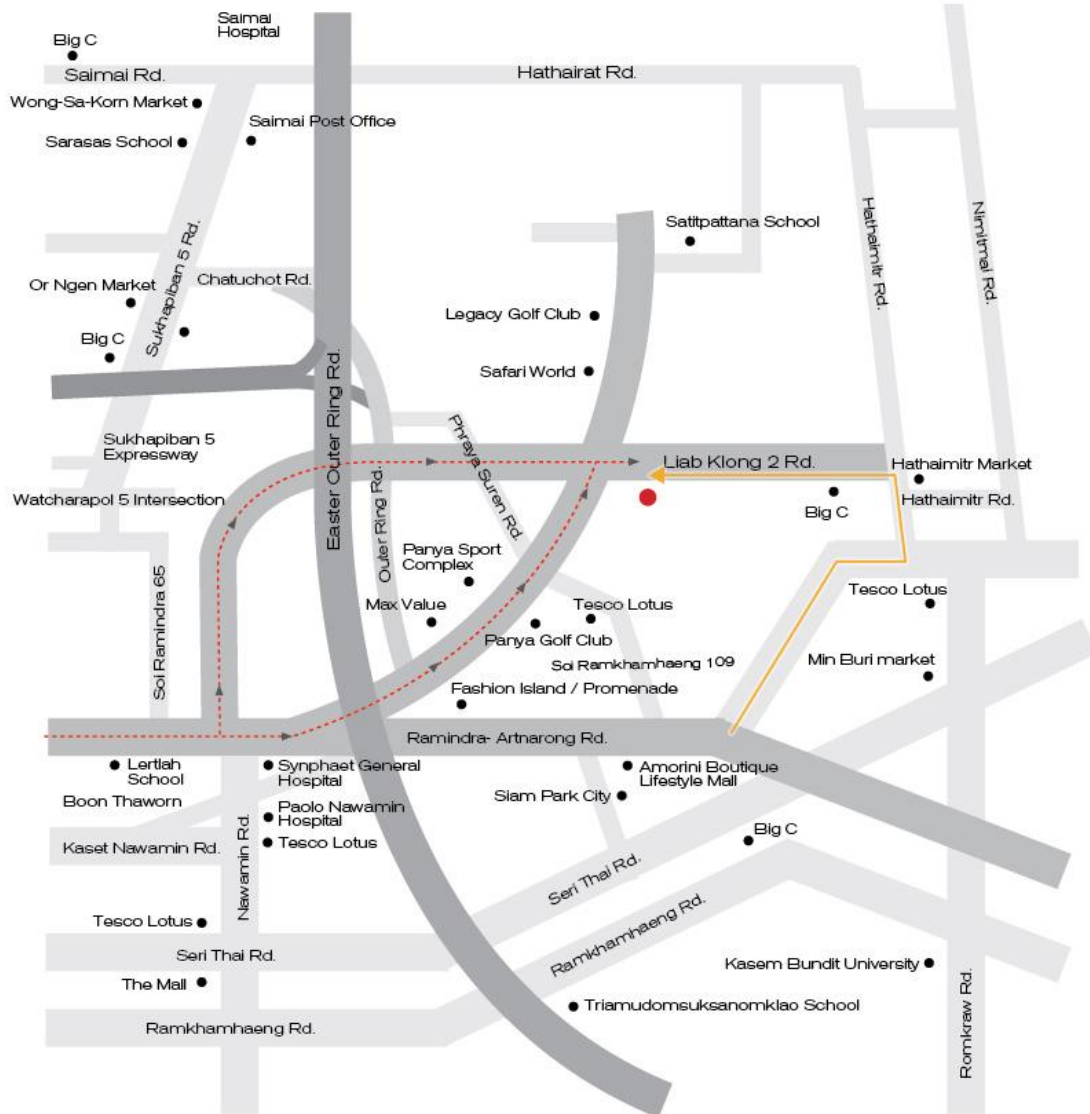 Saimai
Hospital
Big C
Saimai Rd.
Hathairat Rd.
Wong-Sa-Korn Market
Saimai Post Office
Sarasas School
Satitpattana School
Hathaimitr Rd.
Nimitmai Rd.
Sukhapiban 5 Rd.
Chatuchot Rd.
Or Ngen Market
Legacy Golf Club
Big C
Safari World
Easter Outer Ring Rd.
Sukhapiban 5
Expressway
Phraya Suren Rd.
Liab Klong 2 Rd.
Hathaimitr Market
Watcharapol 5 Intersection
Outer Ring Rd.
Big C
Hathaimitr Rd.
Panya Sport
Complex
Soi Ramindra 65
Max Value
Tesco Lotus
Tesco Lotus
Panya Golf Club
Soi Ramkhamhaeng 109
Min Buri market
Fashion Island / Promenade
Ramindra- Artnarong Rd.
Lertlah
School
Synphaet General
Hospital
Amorini Boutique
Lifestyle Mall
Boon Thaworn
Siam Park City
Paolo Nawamin
Hospital
Big C
Kaset Nawamin Rd.
Tesco Lotus
Nawamin Rd.
Seri Thai Rd.
Tesco Lotus
Ramkhamhaeng Rd.
Seri Thai Rd.
Kasem Bundit University
The Mall
Triamudomsuksanomklao School
Ramkhamhaeng Rd.
Romkraw Rd.